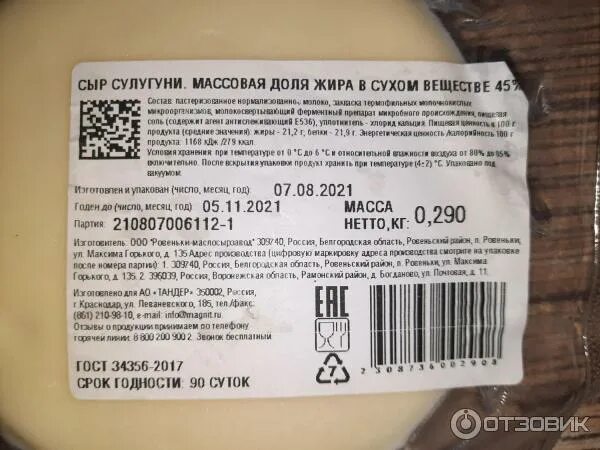 СЫР СУЛУГУНИ. МАССОВАЯ ДОЛЯ ЖИРА В СУХОМ ВЕЩЕСТВЕ 45%
Состав: пастеризованное нормализованное молоко, закваска термофильных молочнокислых
микроорганизмов, молокосвертывающий ферментный препарат микробного происхождения, пищевая
соль (содержит агент антислеживающий Е536), уплотнитель - хлорид кальция. Пищевая ценность в 100 г
продукта (средние значения): жиры - 21,2 г; белки - 21,9 г. Энергетическая ценность /калорийность 100 г
продукта: 1168 кДж /279 ккал.
Условия хранения при температуре от 0 °С до 6 °С и относительной влажности воздуха от 80% до 85%
включительно. После вскрытия упаковки продукт хранить при температуре (4±2) °С. Упаковано под
вакуумом.
Изготовлен и упакован (число, месяц, год): 07.08.2021
Годен до (число, месяц, год): 05.11.2021
МАССА
НЕТТО,КГ: 0,290
Партия: 210807006112-1
Изготовитель: ООО "Ровеньки-маслосырзавод" 309740, Россия, Белгородская область, Ровеньский район, п. Ровеньки,
ул. Максима Горького, д. 135 Адрес производства (цифровую маркировку адреса производства смотрите на упаковке
после номера партии): 1. 309740, Россия, Белгородская область, Ровеньский район, п. Ровеньки, ул. Максима
Горького, д. 135. 2. 396039, Россия, Воронежская область, Рамонский район, д. Богданово, ул. Почтовая, д. 11.
Изготовлено для АО «ТАНДЕР» 350002, Россия,
г. Краснодар, ул. Леваневского, 185, тел./факс:
(861) 210-98-10, e-mail: info@magnit.ru
Отзывы о продукции принимаем по телефону
горячей линии: 8 800 200 900 2. Звонок бесплатный
EAC
7
2308736002903
ГОСТ 34356-2017
СРОК ГОДНОСТИ: 90 СУТОК
ОТЗОВИК